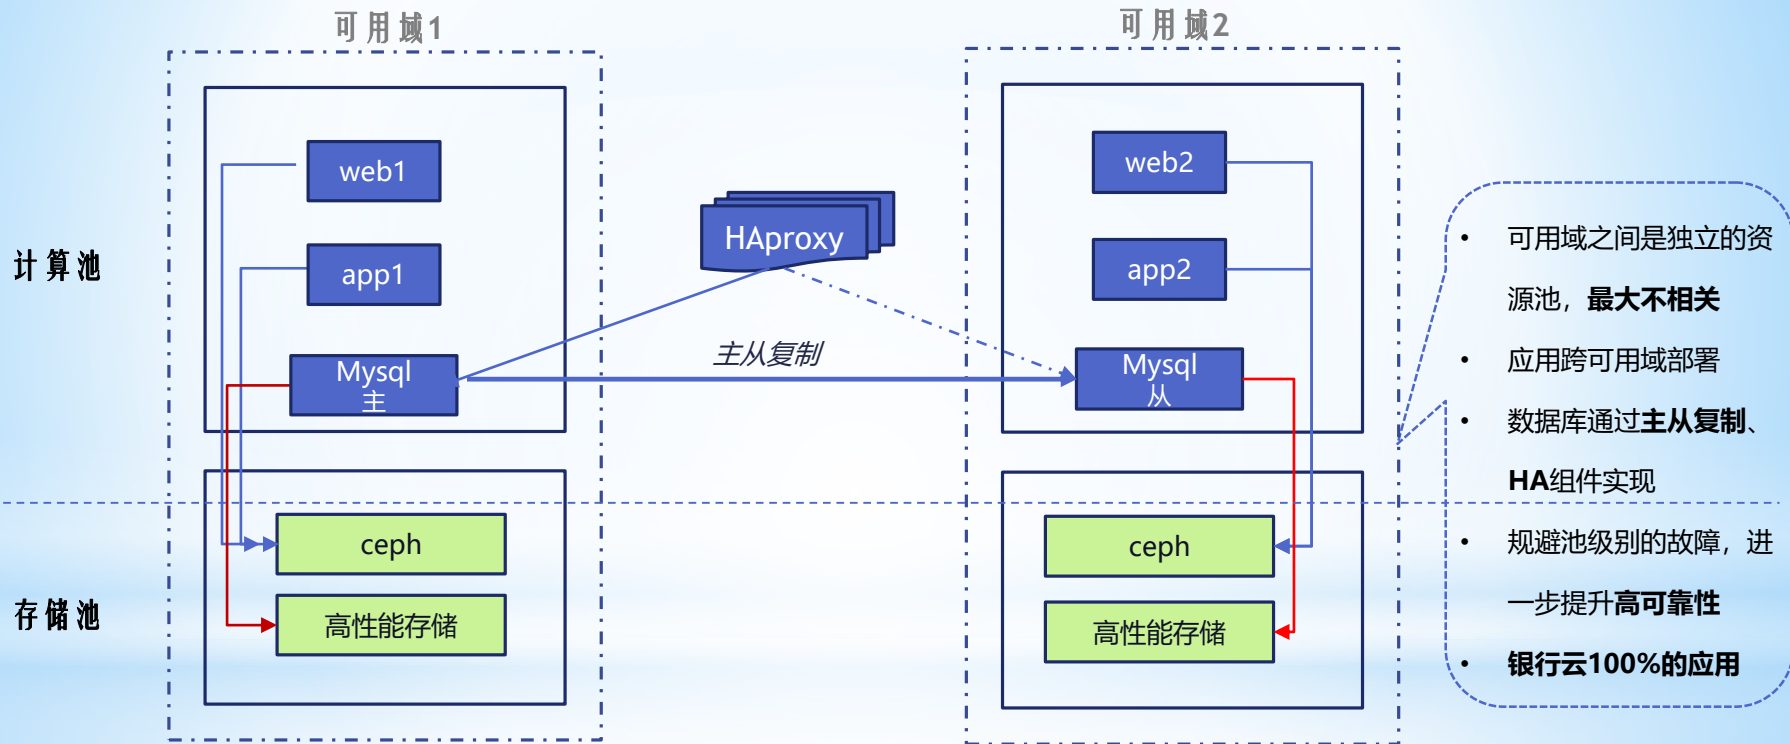 可用域1
可用域2
web1
app1
Mysql
主
HAproxy
主从复制
web2
app2
Mysql
从
计算池
ceph
高性能存储
ceph
高性能存储
存储池
• 可用域之间是独立的资
源池，最大不相关
• 应用跨可用域部署
• 数据库通过主从复制、
HA组件实现
• 规避池级别的故障，进
一步提升高可靠性
• 银行云100%的应用